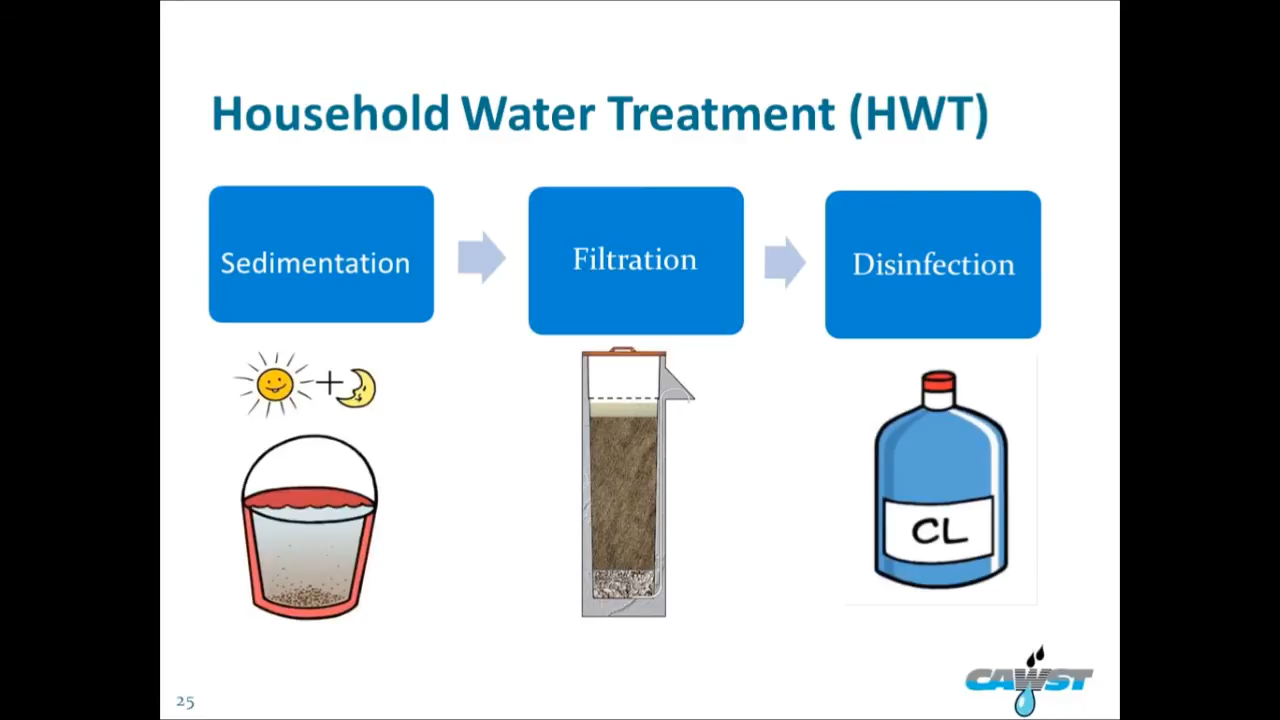 Household Water Treatment (HWT)
Sedimentation
Filtration
Disinfection
+
CL
CAWST
25